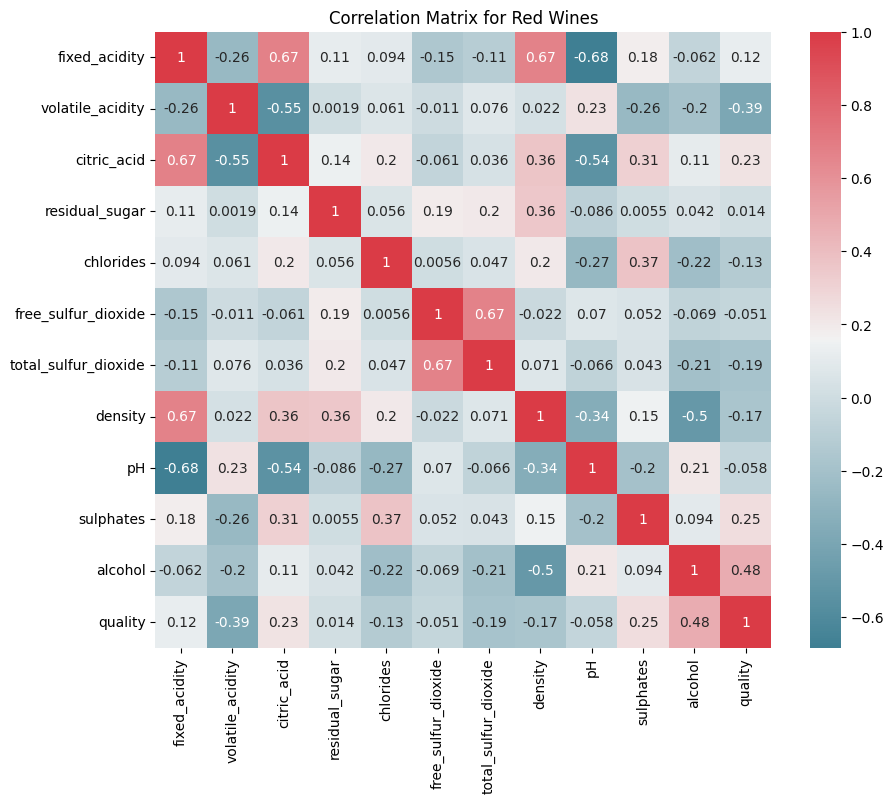 Correlation Matrix for Red Wines
fixed_acidity 1 -0.26 0.67 0.11 0.094 -0.15 -0.11 0.67 -0.68 0.18 -0.062 0.12
volatile_acidity -0.26 1 -0.55 0.0019 0.061 -0.011 0.076 0.022 0.23 -0.26 -0.2 -0.39
citric_acid 0.67 -0.55 1 0.14 0.2 -0.061 0.036 0.36 -0.54 0.31 0.11 0.23
residual_sugar 0.11 0.0019 0.14 1 0.056 0.19 0.2 0.36 -0.086 0.0055 0.042 0.014
chlorides 0.094 0.061 0.2 0.056 1 0.0056 0.047 0.2 -0.27 0.37 -0.22 -0.13
free_sulfur_dioxide -0.15 -0.011 -0.061 0.19 0.0056 1 0.67 -0.022 0.07 0.052 -0.069 -0.051
total_sulfur_dioxide -0.11 0.076 0.036 0.2 0.047 0.67 1 0.071 -0.066 0.043 -0.21 -0.19
density 0.67 0.022 0.36 0.36 0.2 -0.022 0.071 1 -0.34 0.15 -0.5 -0.17
pH -0.68 0.23 -0.54 -0.086 -0.27 0.07 -0.066 -0.34 1 -0.2 0.21 -0.058
sulphates 0.18 -0.26 0.31 0.0055 0.37 0.052 0.043 0.15 -0.2 1 0.094 0.25
alcohol -0.062 -0.2 0.11 0.042 -0.22 -0.069 -0.21 -0.5 0.21 0.094 1 0.48
quality 0.12 -0.39 0.23 0.014 -0.13 -0.051 -0.19 -0.17 -0.058 0.25 0.48 1
fixed_acidity
volatile_acidity
citric_acid
residual_sugar
chlorides
free_sulfur_dioxide
total_sulfur_dioxide
density
pH
sulphates
alcohol
quality
1.0
0.8
0.6
0.4
0.2
0.0
−0.2
−0.4
−0.6